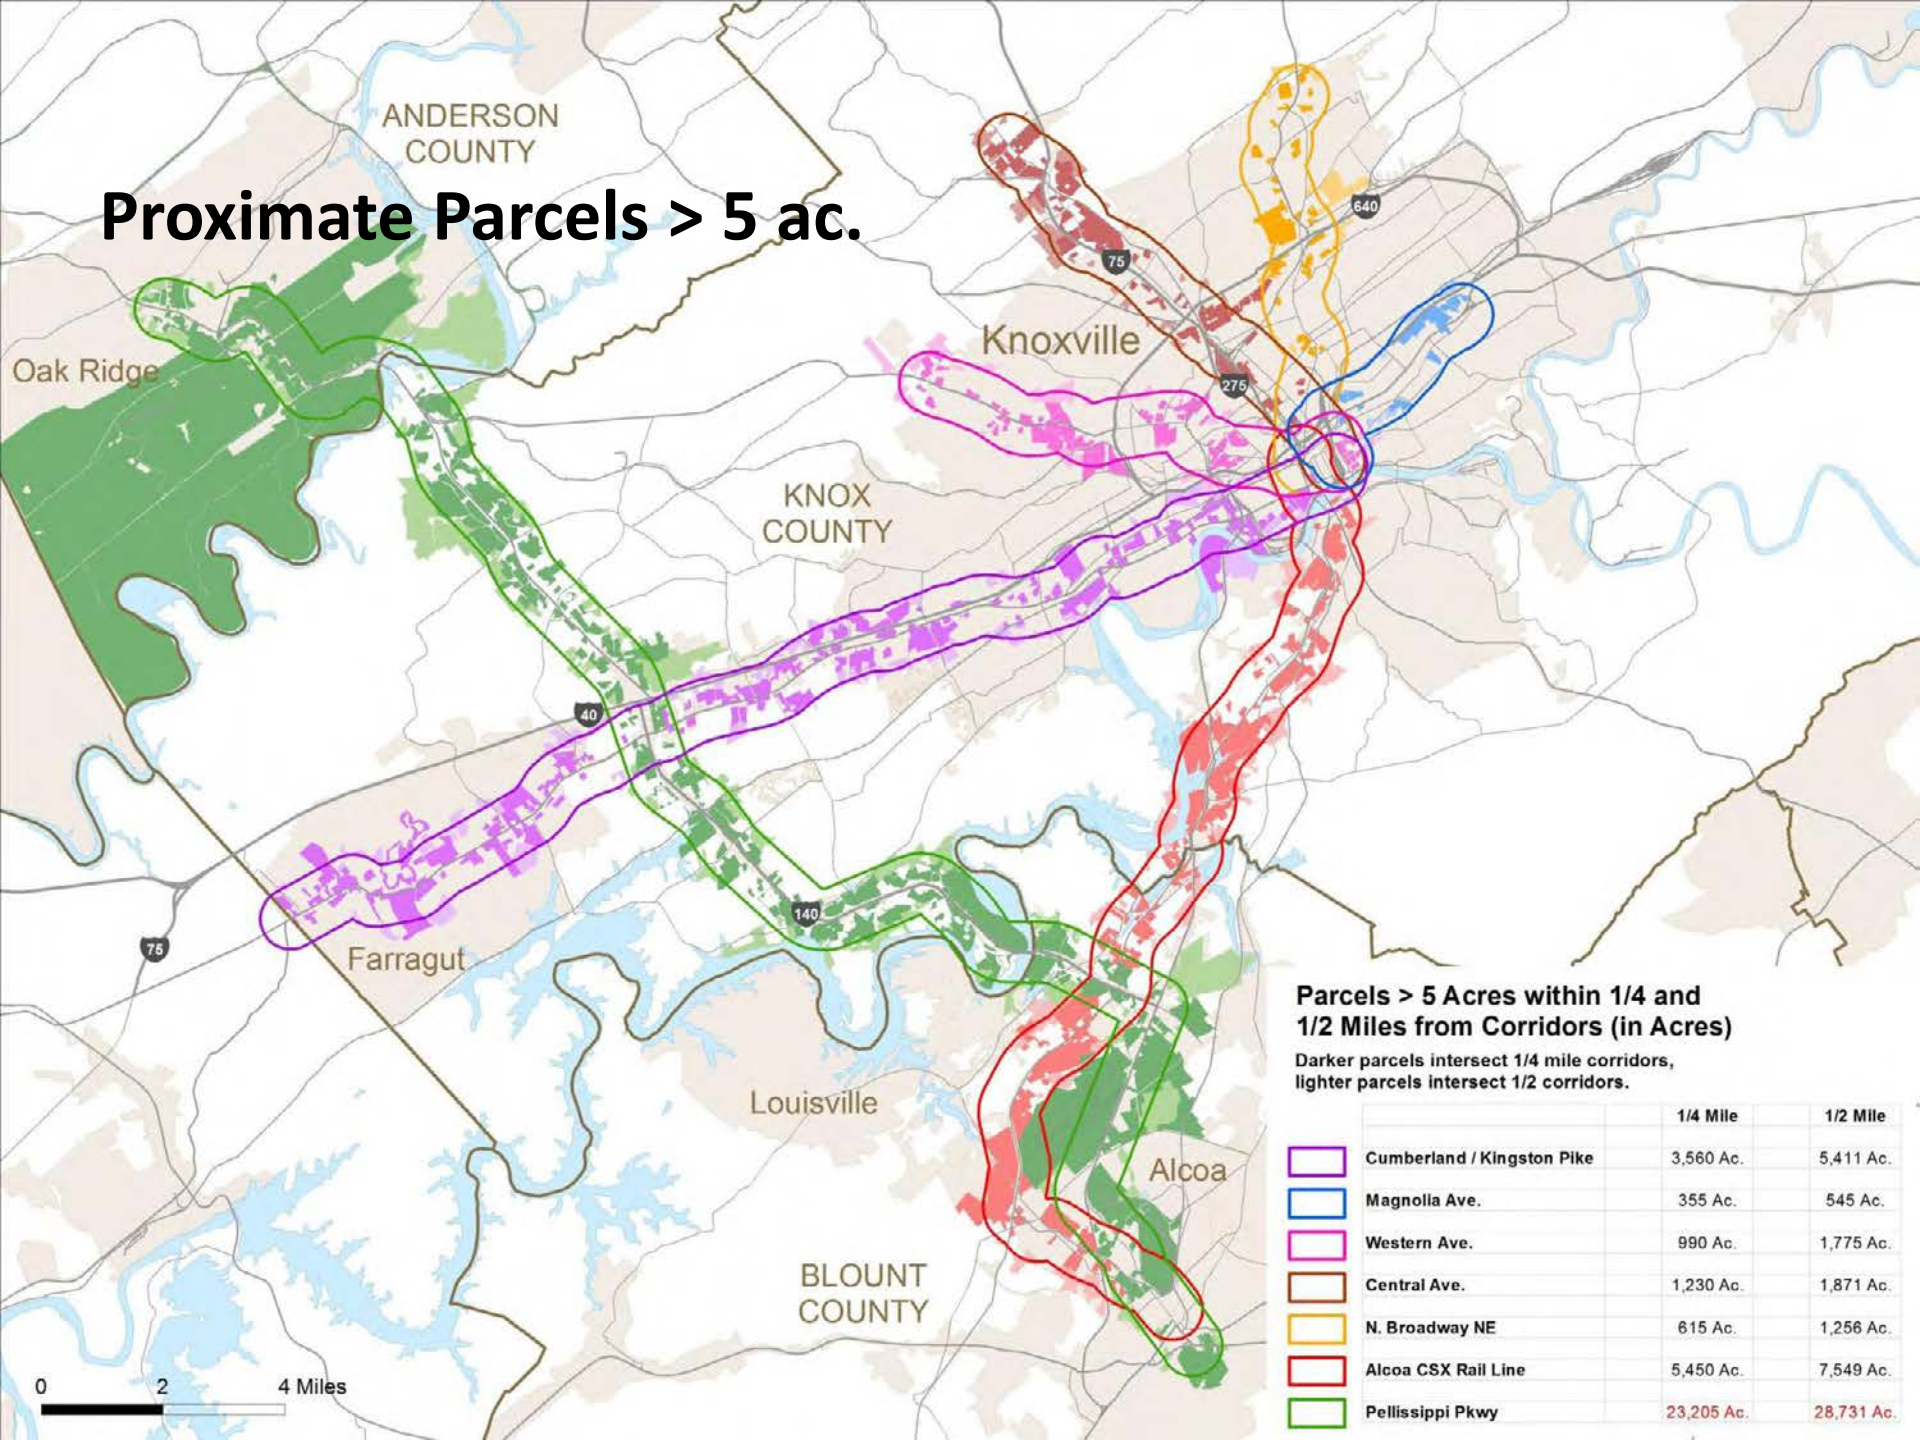 ANDERSON
COUNTY
Proximate Parcels > 5 ac.
640
75
Oak Ridge
Knoxville
275
KNOX
COUNTY
40
140
75
Farragut
Louisville
Alcoa
BLOUNT
COUNTY
0 2 4 Miles
Parcels > 5 Acres within 1/4 and
1/2 Miles from Corridors (in Acres)
Darker parcels intersect 1/4 mile corridors,
lighter parcels intersect 1/2 corridors.
1/4 Mile 1/2 Mile
Cumberland / Kingston Pike 3,560 Ac. 5,411 Ac.
Magnolia Ave. 355 Ac. 545 Ac.
Western Ave. 990 Ac. 1,775 Ac.
Central Ave. 1,230 Ac. 1,871 Ac.
N. Broadway NE 615 Ac. 1,256 Ac.
Alcoa CSX Rail Line 5,450 Ac. 7,549 Ac.
Pellissippi Pkwy 23,205 Ac. 28,731 Ac.